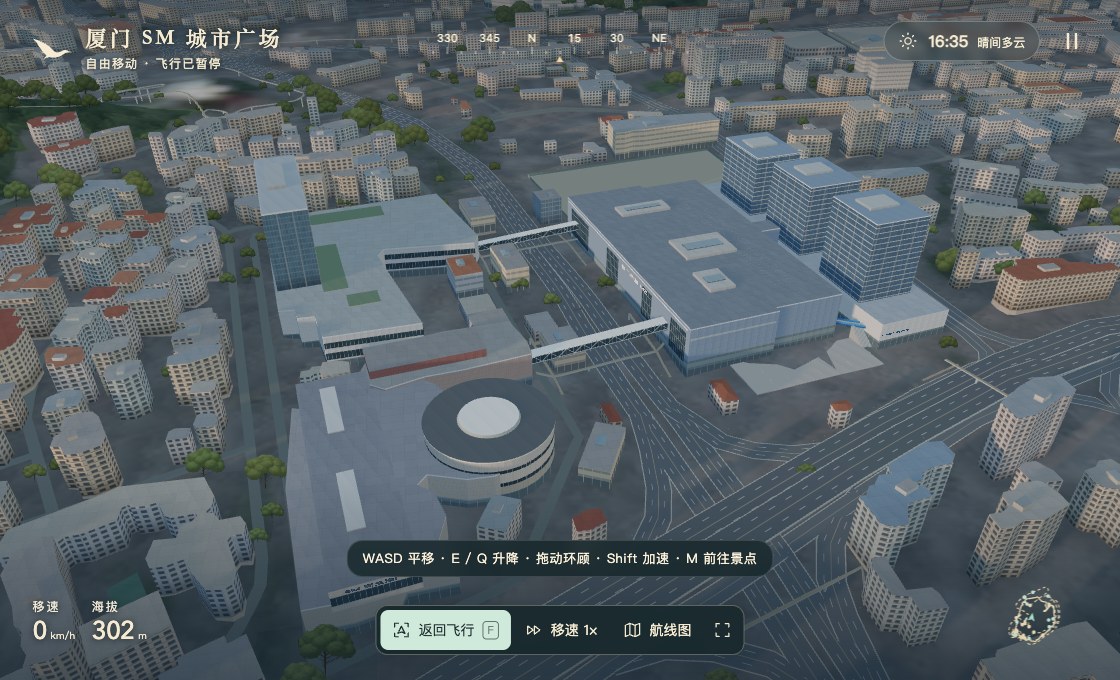 厦门 SM 城市广场
自由移动 · 飞行已暂停
330 345 N 15 30 NE
16:35 晴间多云
WASD 平移 · E / Q 升降 · 拖动环顾 · Shift 加速 · M 前往景点
移速 海拔
0 km/h 302 m
返回飞行 F 移速 1x 航线图